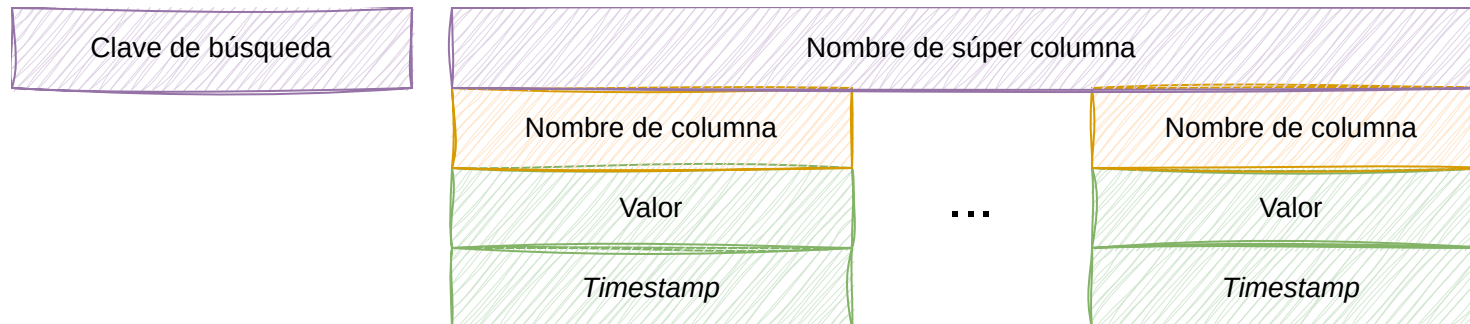 Clave de búsqueda
Nombre de súper columna
Nombre de columna
Nombre de columna
Valor
...
Valor
Timestamp
Timestamp